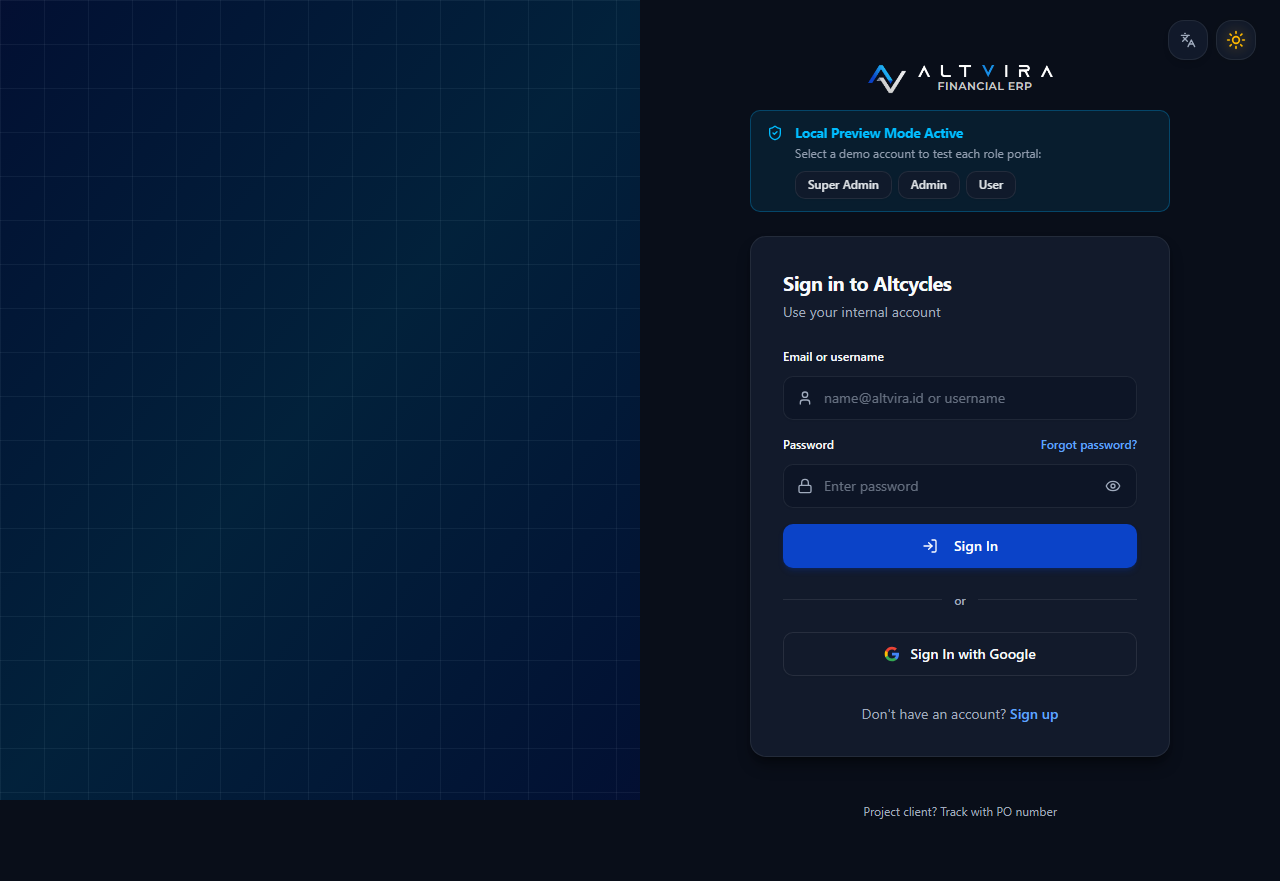 ALTVIRA
FINANCIAL ERP
Local Preview Mode Active
Select a demo account to test each role portal:
Super Admin
Admin
User
Sign in to Altcycles
Use your internal account
Email or username
name@altvira.id or username
Password
Forgot password?
Enter password
Sign In
or
Sign In with Google
Don't have an account? Sign up
Project client? Track with PO number